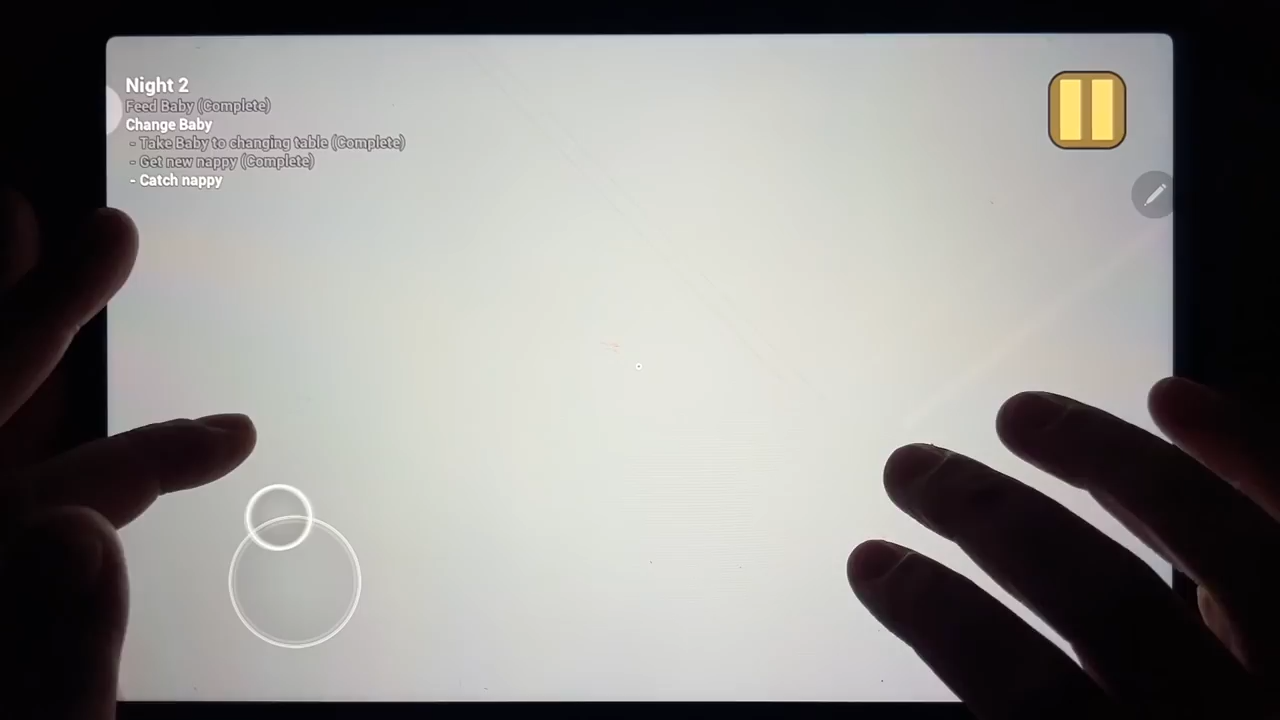 Night 2
Feed Baby (Complete)
Change Baby
- Take Baby to changing table (Complete)
- Get new nappy (Complete)
- Catch nappy